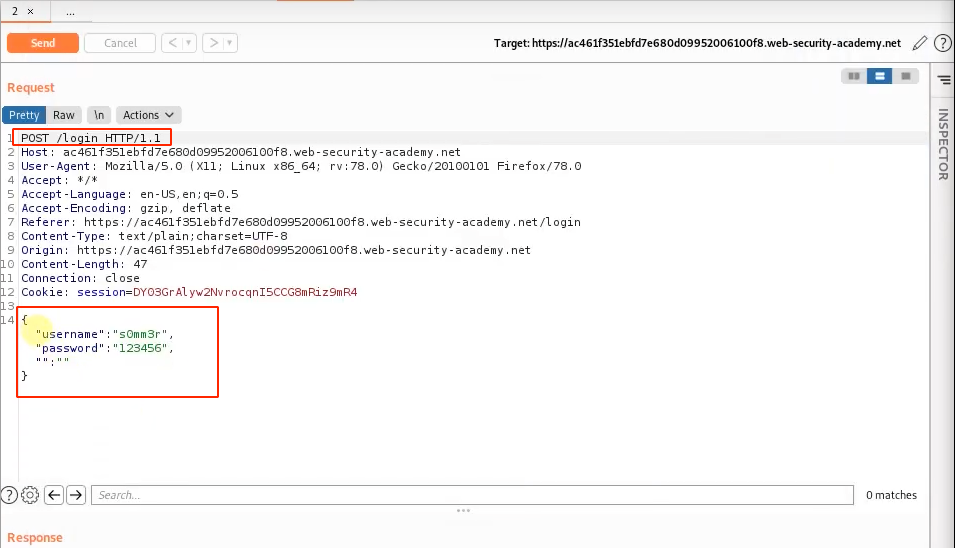 2 × ...
Send Cancel < > Target: https://ac461f351ebfd7e680d09952006100f8.web-security-academy.net ?
Request
Pretty Raw \n Actions
1 POST /login HTTP/1.1
2 Host: ac461f351ebfd7e680d09952006100f8.web-security-academy.net
3 User-Agent: Mozilla/5.0 (X11; Linux x86_64; rv:78.0) Gecko/20100101 Firefox/78.0
4 Accept: */*
5 Accept-Language: en-US,en;q=0.5
6 Accept-Encoding: gzip, deflate
7 Referer: https://ac461f351ebfd7e680d09952006100f8.web-security-academy.net/login
8 Content-Type: text/plain;charset=UTF-8
9 Origin: https://ac461f351ebfd7e680d09952006100f8.web-security-academy.net
10 Content-Length: 47
11 Connection: close
12 Cookie: session=DY03GrAlyw2NvrocqnI5CCG8mRiz9mR4
13
14 {
"username":"s0mm3r",
"password":"123456",
"":""
}
INSPECTOR
? Search... 0 matches
Response